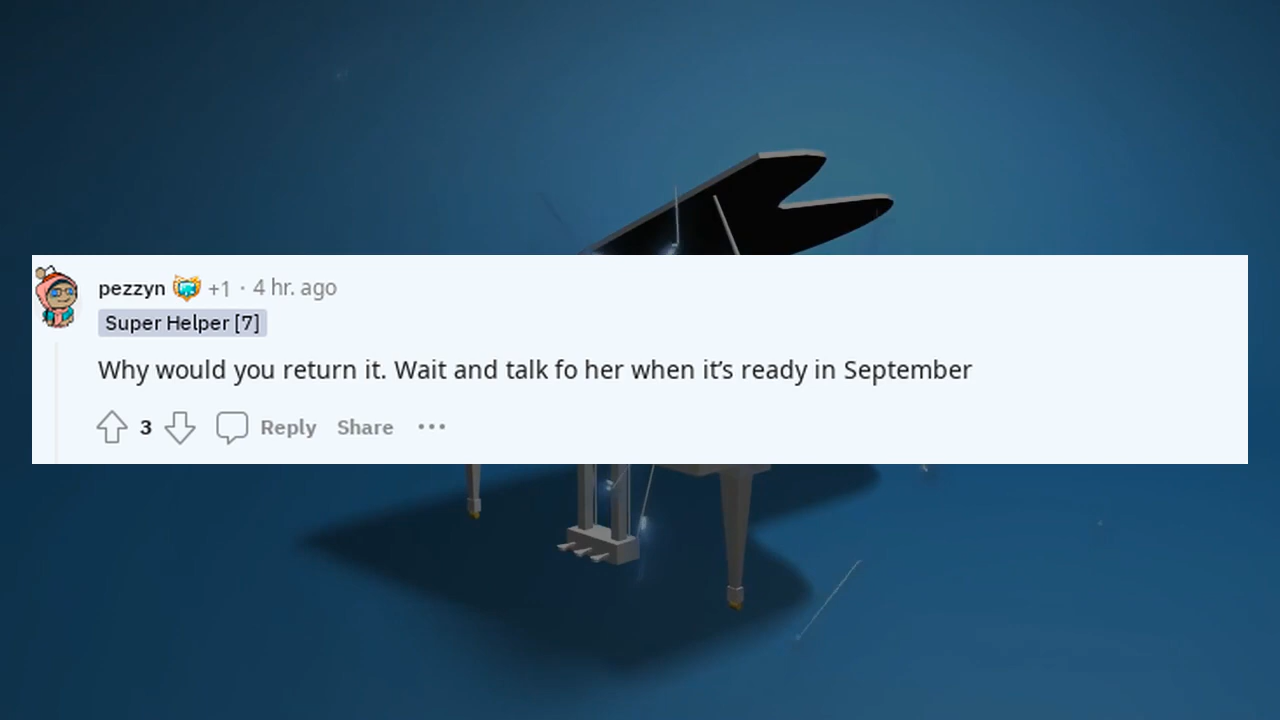 pezzyn +1 · 4 hr. ago
Super Helper [7]
Why would you return it. Wait and talk fo her when it’s ready in September
3 Reply Share •••